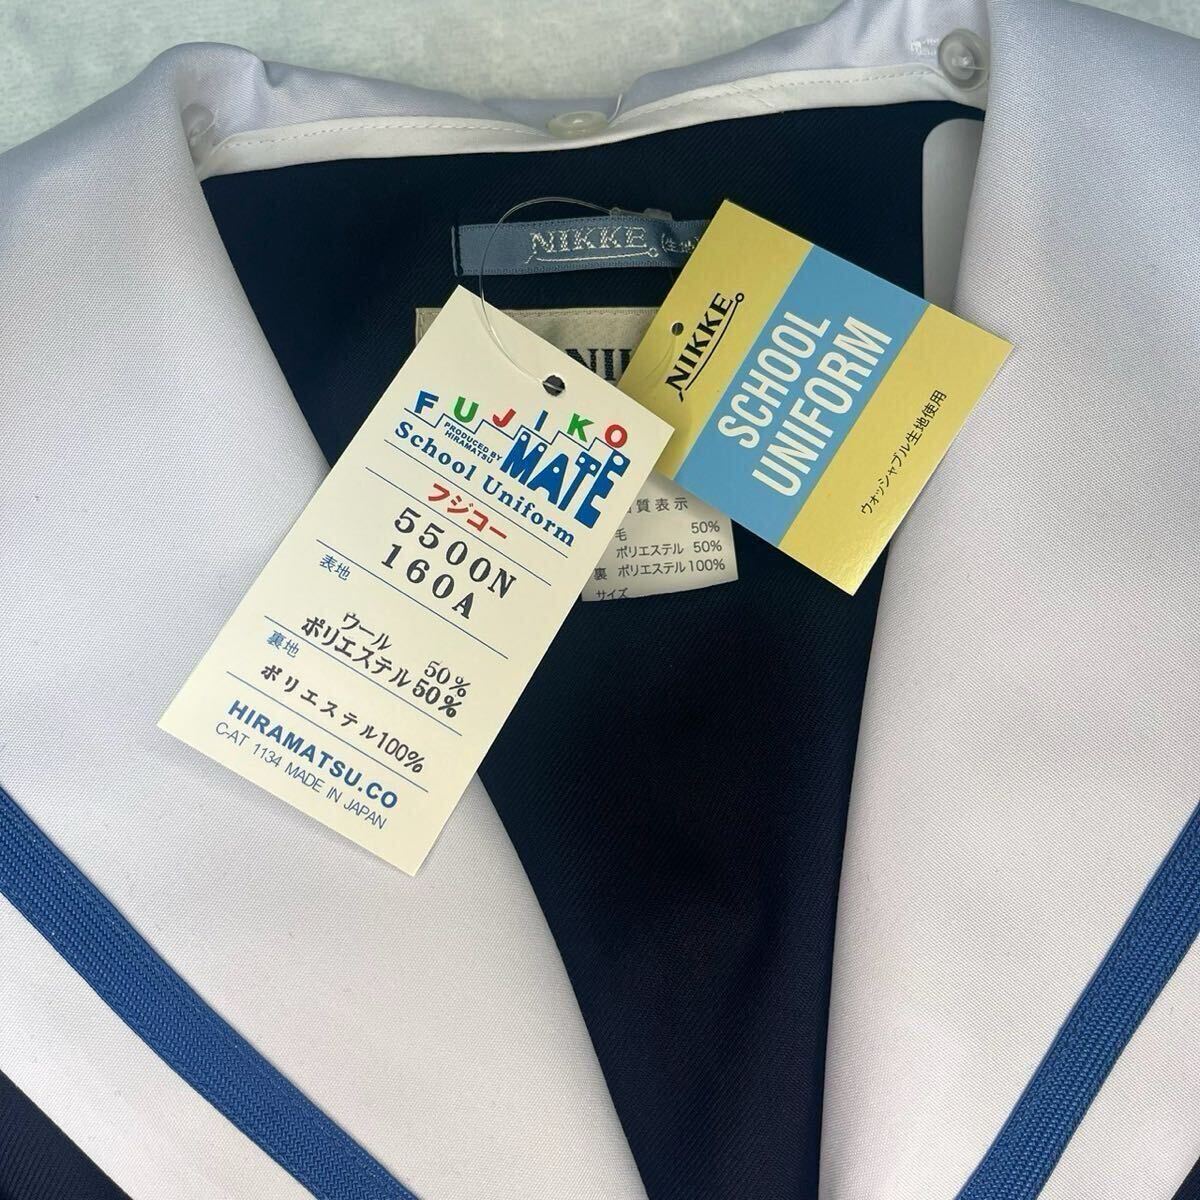 NIKKE
FUJIKO
PRODUCED BY
HIRAMATSU
MATE
School Uniform
フジコー
5500N
160A
表地
ウール 50%
ポリエステル 50%
裏地
ポリエステル100%
HIRAMATSU.CO
C-AT 1134 MADE IN JAPAN
NIKKE
SCHOOL
UNIFORM
ウォッシャブル生地使用
質表示
毛 50%
ポリエステル 50%
裏 ポリエステル100%
サイズ